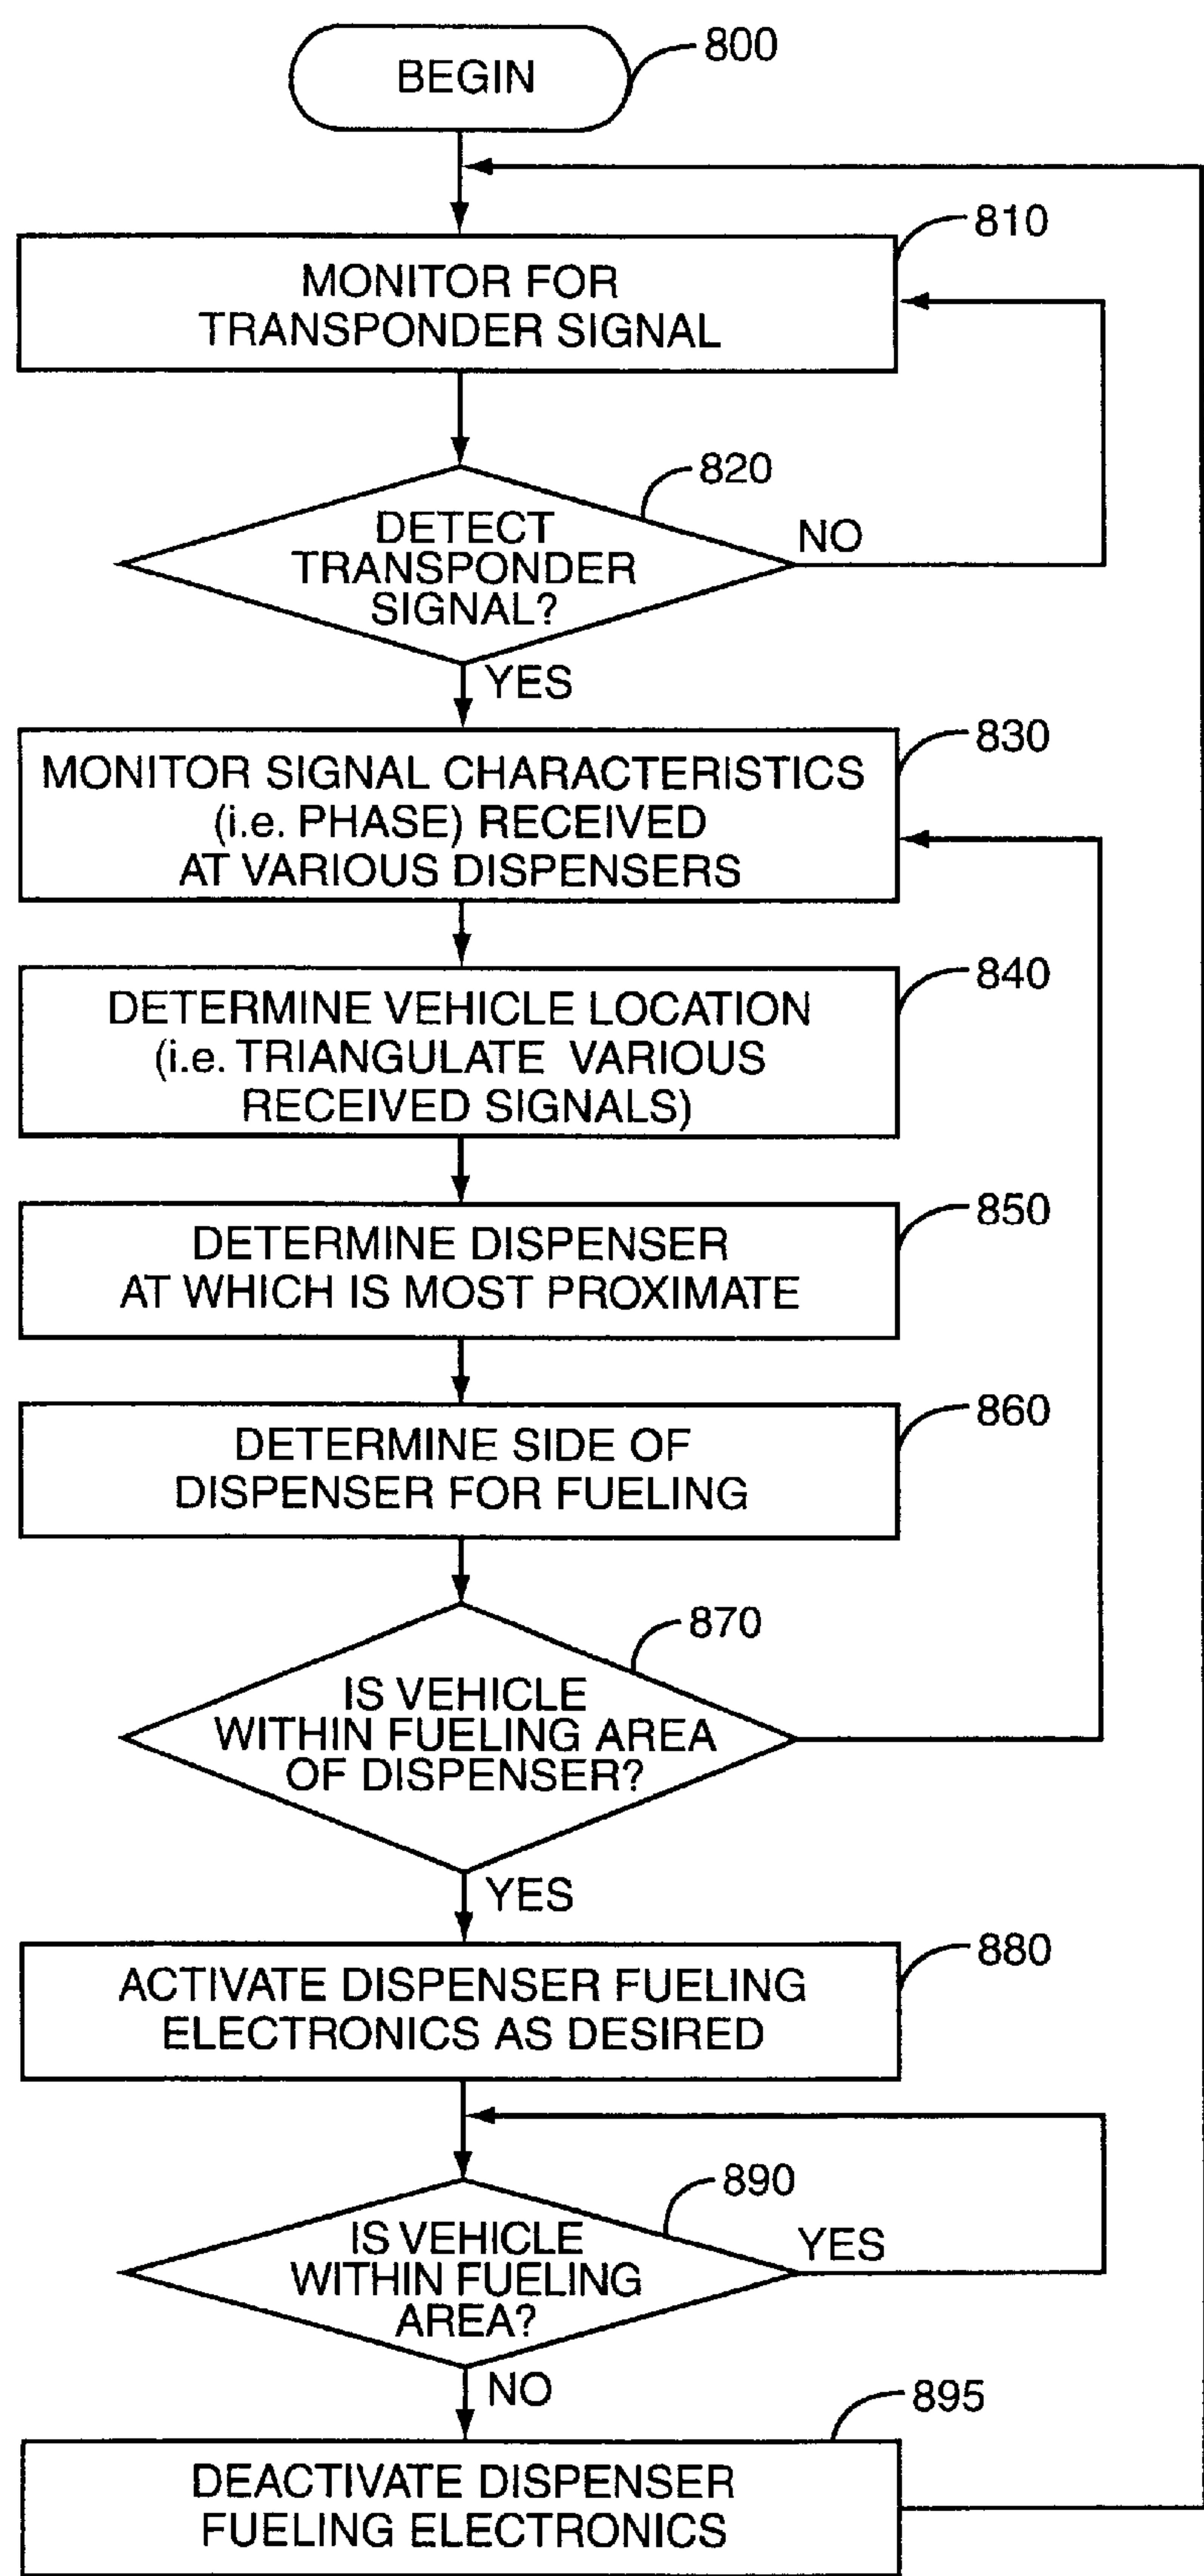 BEGIN
800
810
MONITOR FOR
TRANSPONDER SIGNAL
820
DETECT
TRANSPONDER
SIGNAL?
NO
YES
830
MONITOR SIGNAL CHARACTERISTICS
(i.e. PHASE) RECEIVED
AT VARIOUS DISPENSERS
840
DETERMINE VEHICLE LOCATION
(i.e. TRIANGULATE VARIOUS
RECEIVED SIGNALS)
850
DETERMINE DISPENSER
AT WHICH IS MOST PROXIMATE
860
DETERMINE SIDE OF
DISPENSER FOR FUELING
870
IS VEHICLE
WITHIN FUELING AREA
OF DISPENSER?
YES
880
ACTIVATE DISPENSER FUELING
ELECTRONICS AS DESIRED
890
IS VEHICLE
WITHIN FUELING
AREA?
YES
NO
895
DEACTIVATE DISPENSER
FUELING ELECTRONICS